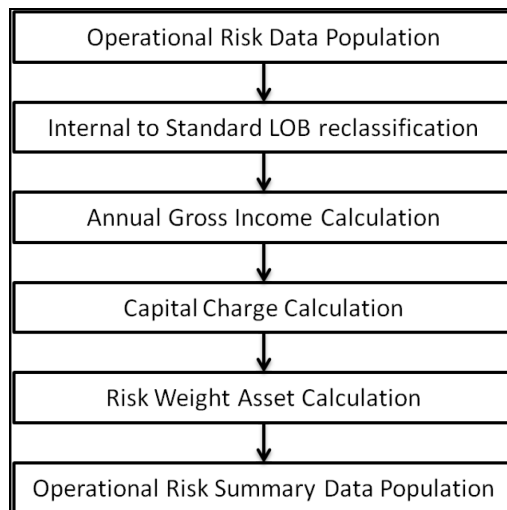 Operational Risk Data Population
Internal to Standard LOB reclassification
Annual Gross Income Calculation
Capital Charge Calculation
Risk Weight Asset Calculation
Operational Risk Summary Data Population